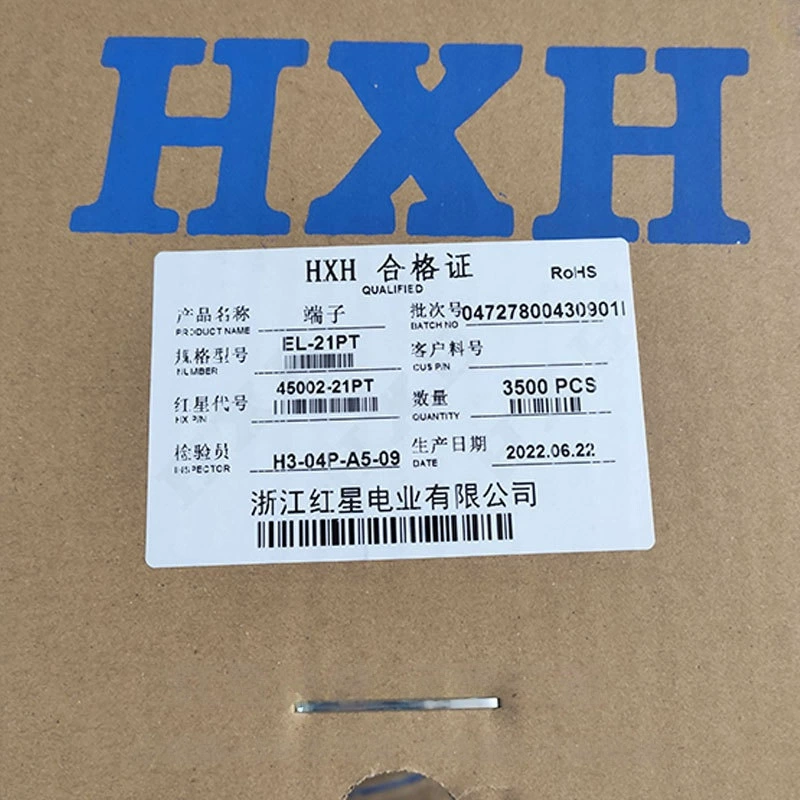 HXH
HXH 合格证 RoHS
QUALIFIED
产品名称 端子 批次号 047278004309011
PRODUCT NAME BATCH NO
规格型号 EL-21PT 客户料号
NUMBER CUS P/N
红星代号 45002-21PT 数量 3500 PCS
HX P/N QUANTITY
检验员 H3-04P-A5-09 生产日期 2022.06.22
INSPECTOR DATE
浙江红星电业有限公司